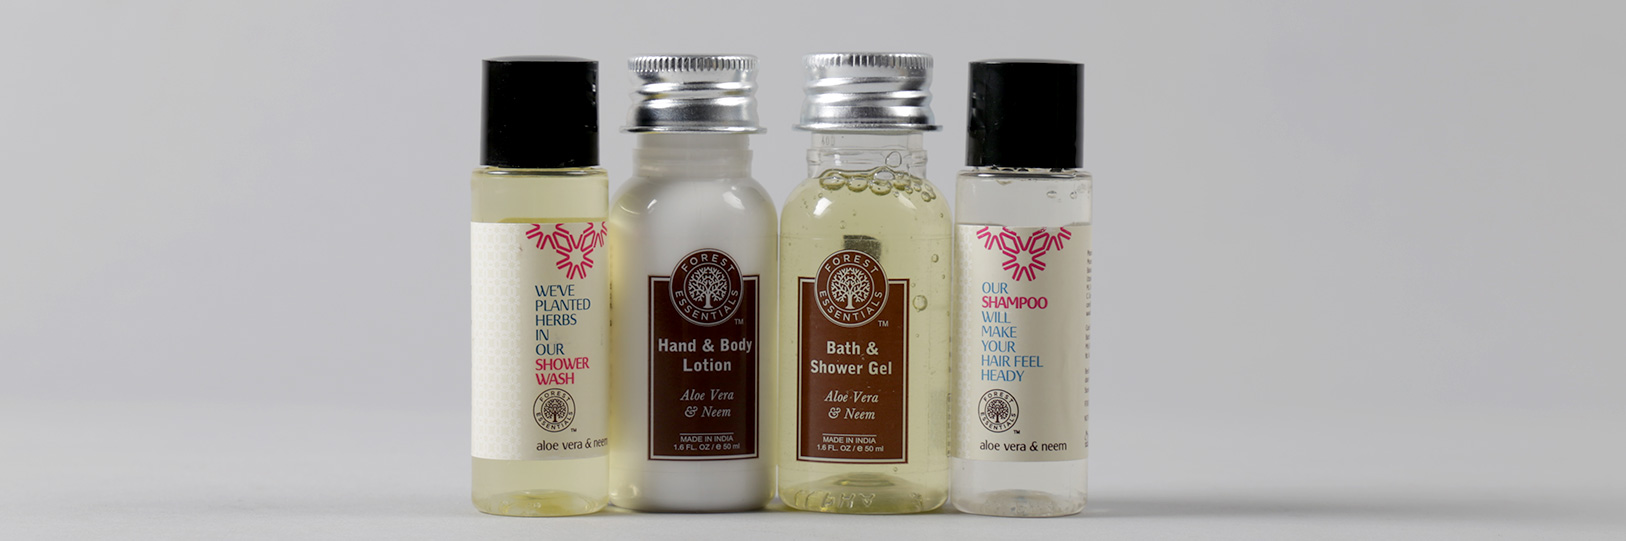 WE'VE
PLANTED
HERBS
IN
OUR
SHOWER
WASH
FOREST
ESSENTIALS
TM
aloe vera & neem
FOREST
ESSENTIALS
TM
Hand & Body
Lotion
Aloe Vera
& Neem
MADE IN INDIA
1.6 FL. OZ / e 50 ml
FOREST
ESSENTIALS
TM
Bath &
Shower Gel
Aloe Vera
& Neem
MADE IN INDIA
1.6 FL. OZ / e 50 ml
OUR
SHAMPOO
WILL
MAKE
YOUR
HAIR FEEL
HEADY
FOREST
ESSENTIALS
TM
aloe vera & neem